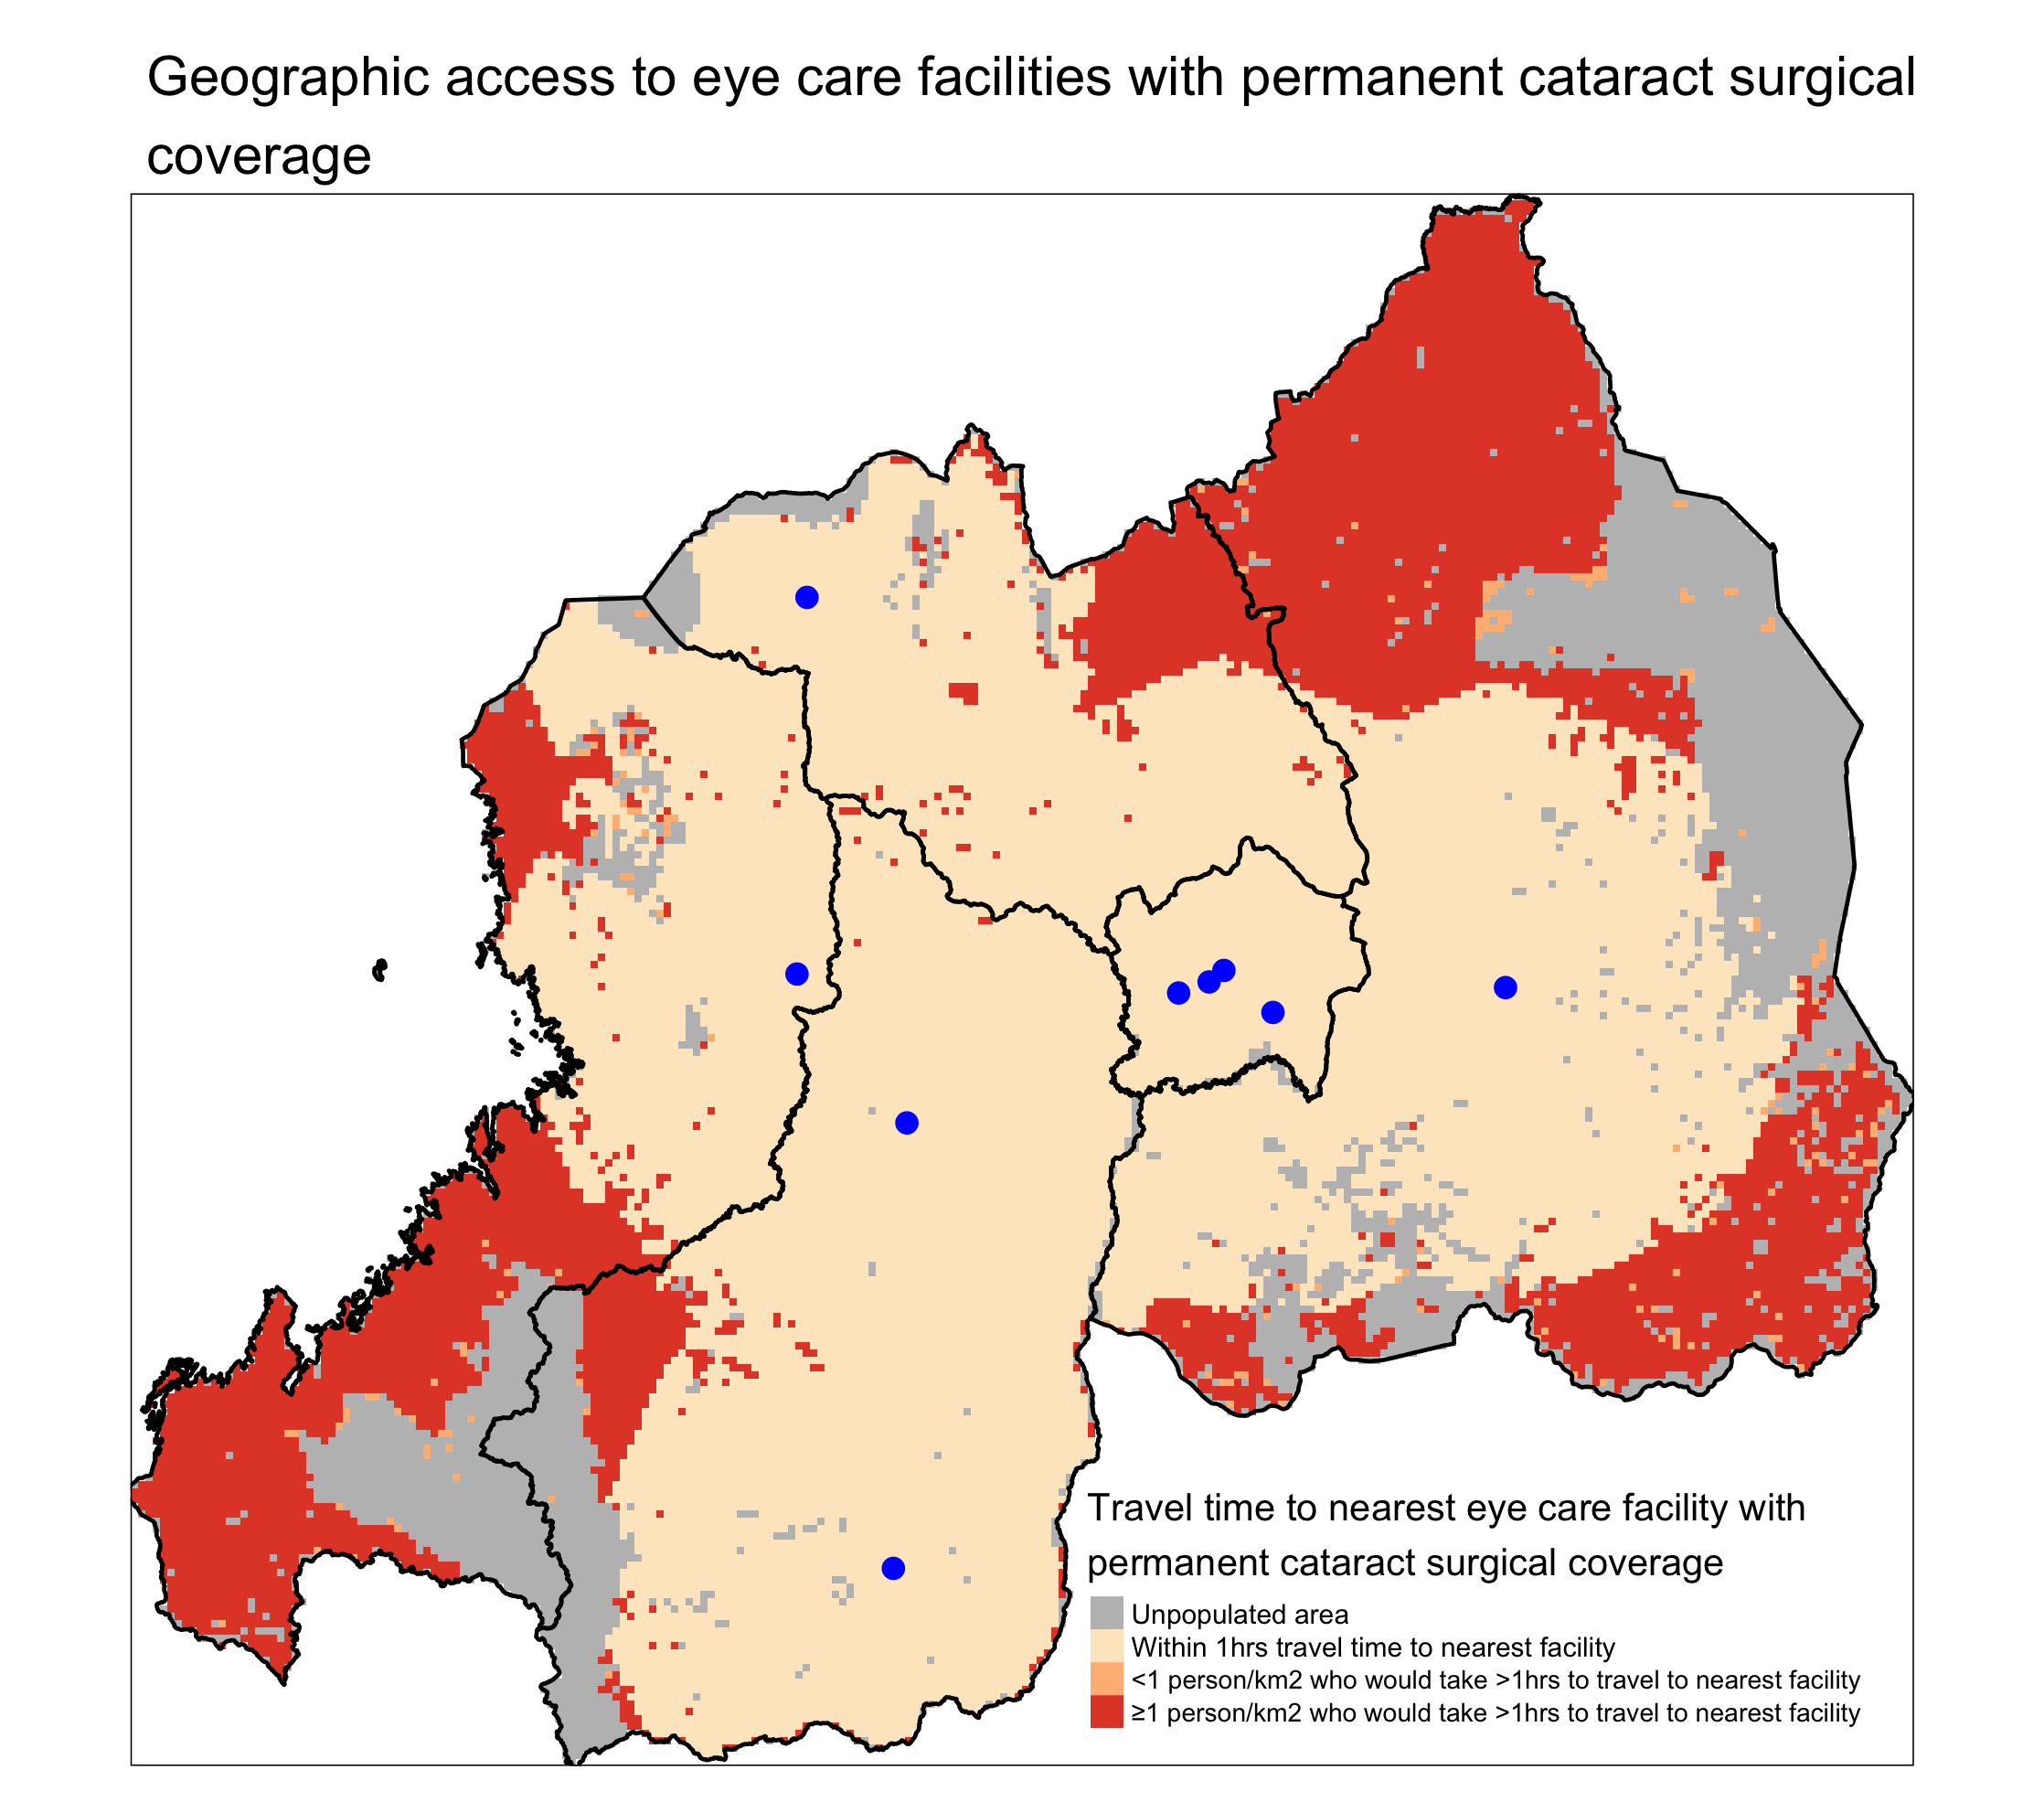 Geographic access to eye care facilities with permanent cataract surgical
coverage
Travel time to nearest eye care facility with
permanent cataract surgical coverage
Unpopulated area
Within 1hrs travel time to nearest facility
<1 person/km2 who would take >1hrs to travel to nearest facility
≥1 person/km2 who would take >1hrs to travel to nearest facility